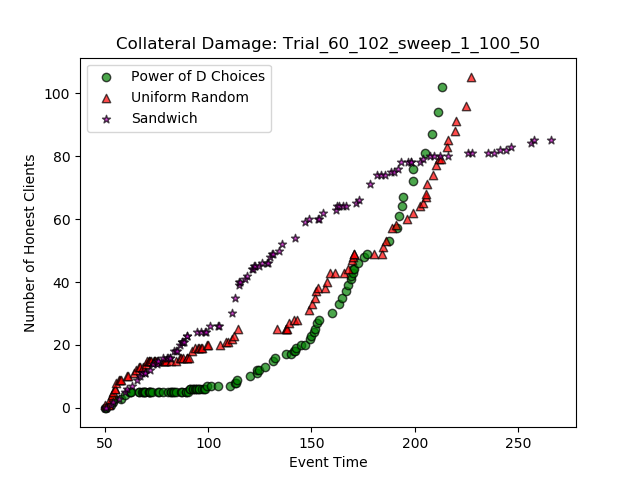 Collateral Damage: Trial_60_102_sweep_1_100_50
Power of D Choices
Uniform Random
Sandwich
Number of Honest Clients
100
80
60
40
20
0
50
100
150
200
250
Event Time